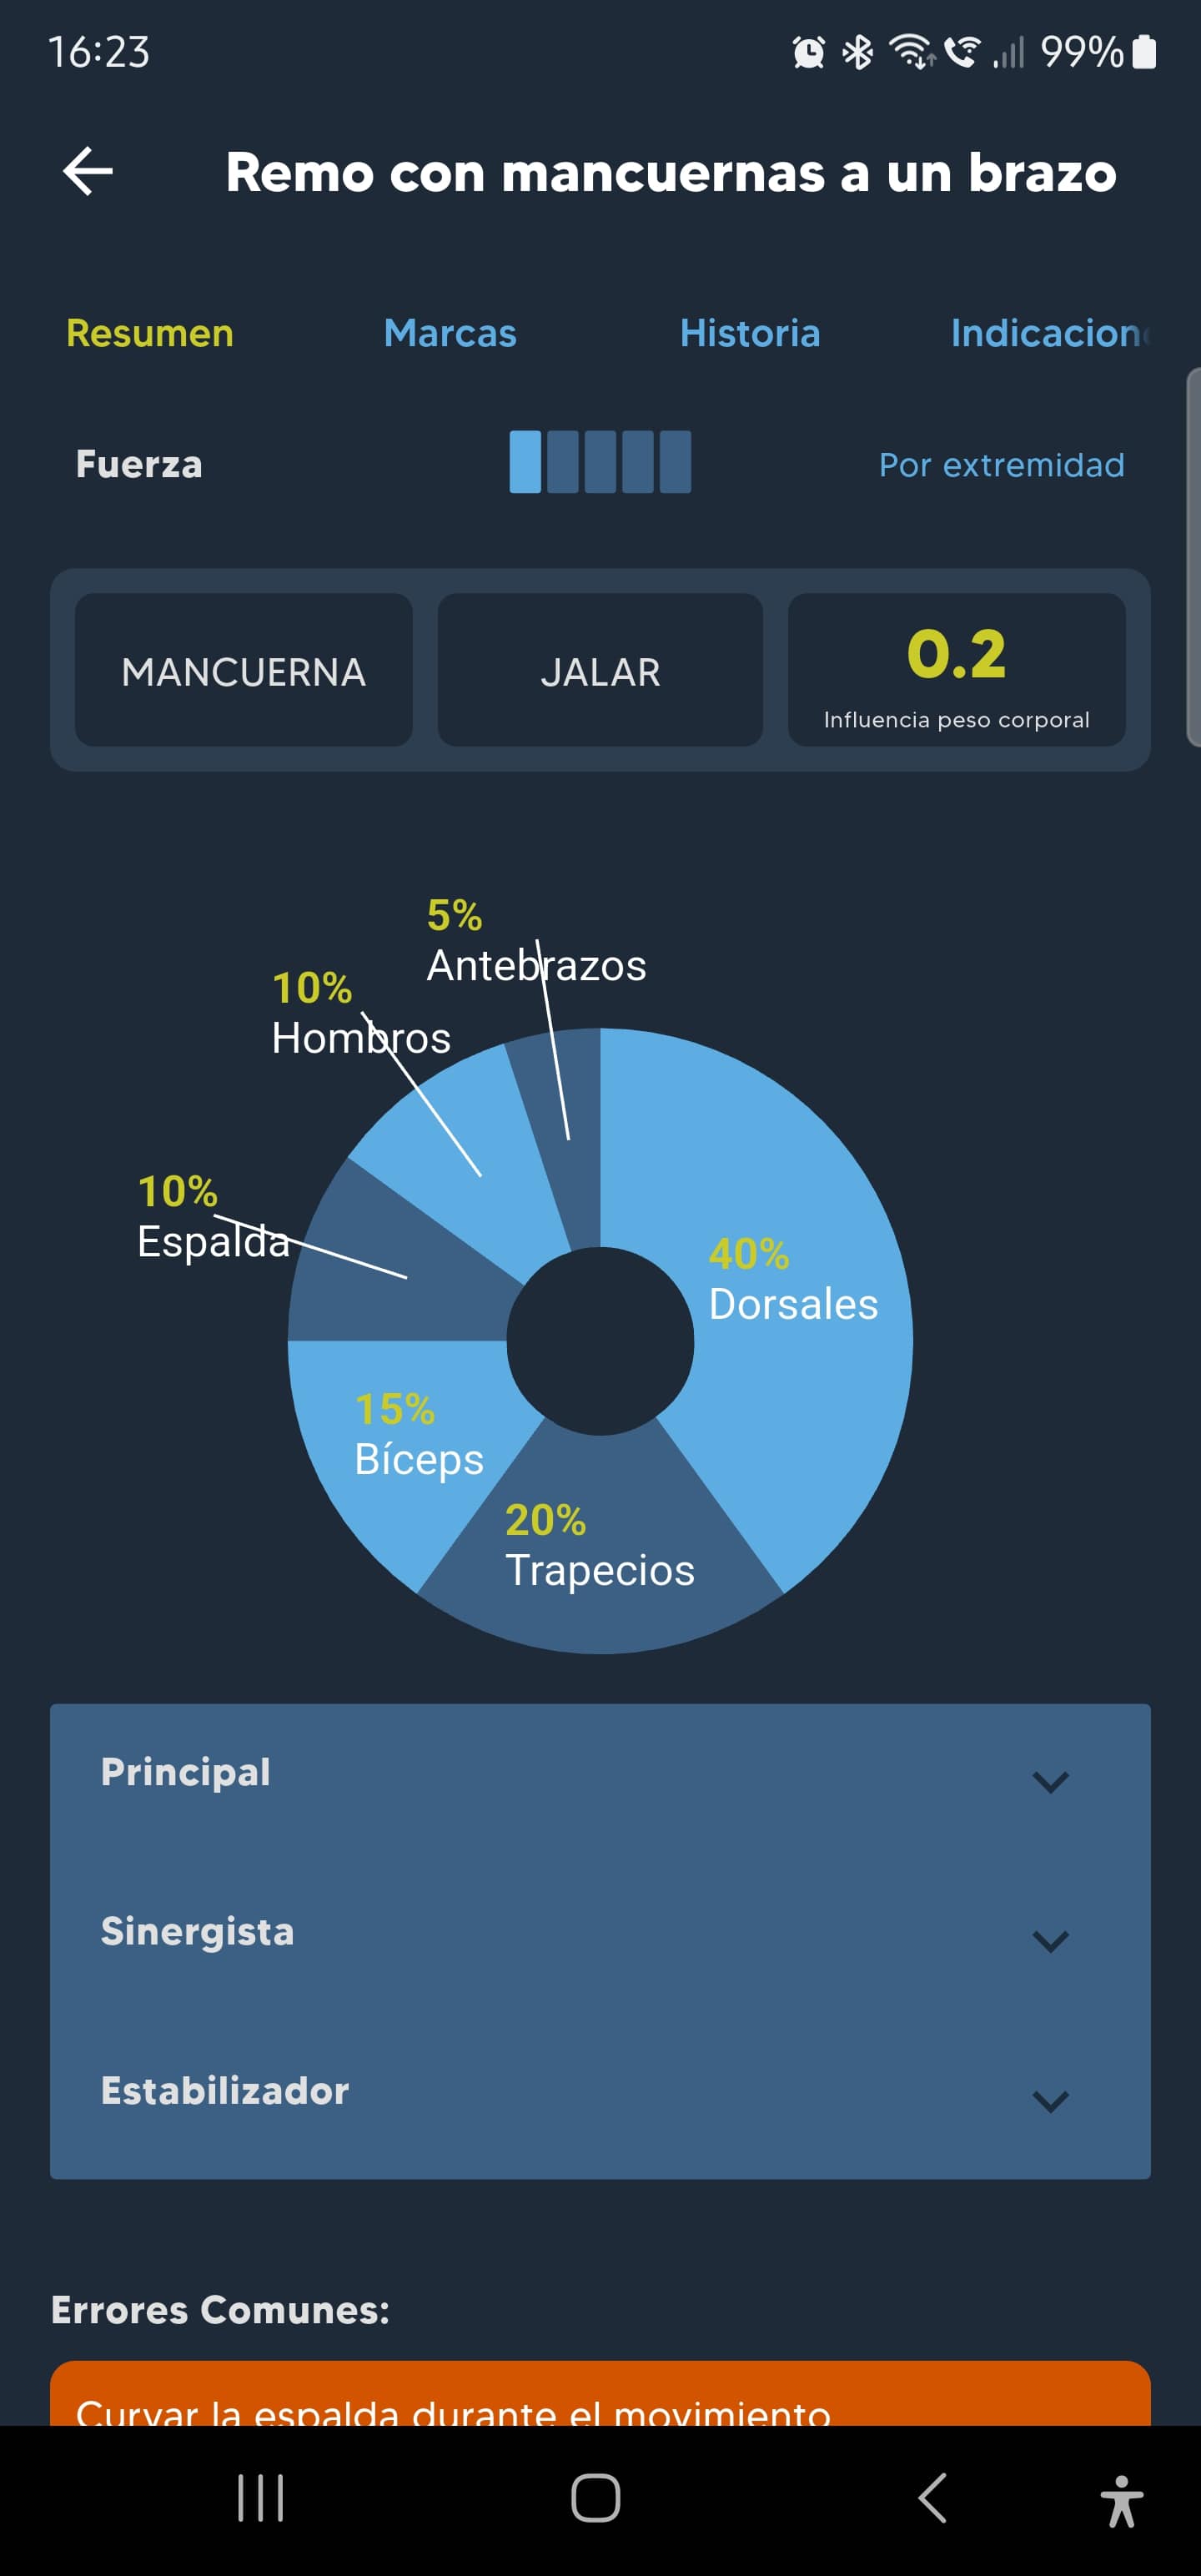 16:23
99%
Remo con mancuernas a un brazo
Resumen
Marcas
Historia
Fuerza
Por extremidad
MANCUERNA
JALAR
0.2
Influencia peso corporal
5%
Antebrazos
10%
Hombros
10%
Espalda
40%
Dorsales
15%
Bíceps
20%
Trapecios
Principal
Sinergista
Estabilizador
Errores Comunes:
Curvar la espalda durante el movimiento